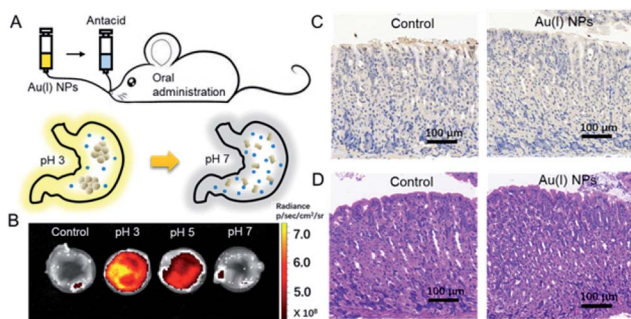 A
Antacid
Au(I) NPs
Oral
administration
pH 3
pH 7
B
Radiance
p/sec/cm²/sr
Control
pH 3
pH 5
pH 7
7.0
6.0
5.0
X 10⁸
C
Control
Au(I) NPs
100 μm
100 μm
D
Control
Au(I) NPs
100 μm
100 μm